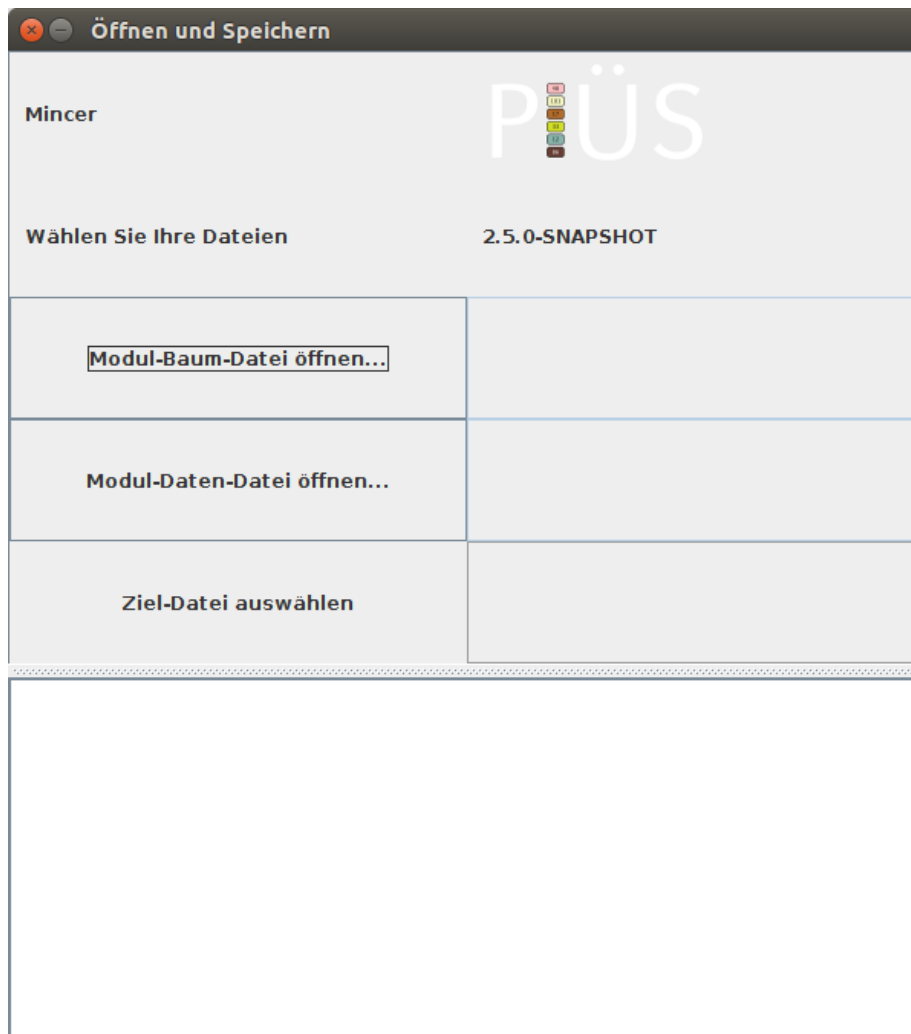 Öffnen und Speichern
Mincer
PÜS
Wählen Sie Ihre Dateien
2.5.0-SNAPSHOT
Modul-Baum-Datei öffnen...
Modul-Daten-Datei öffnen...
Ziel-Datei auswählen